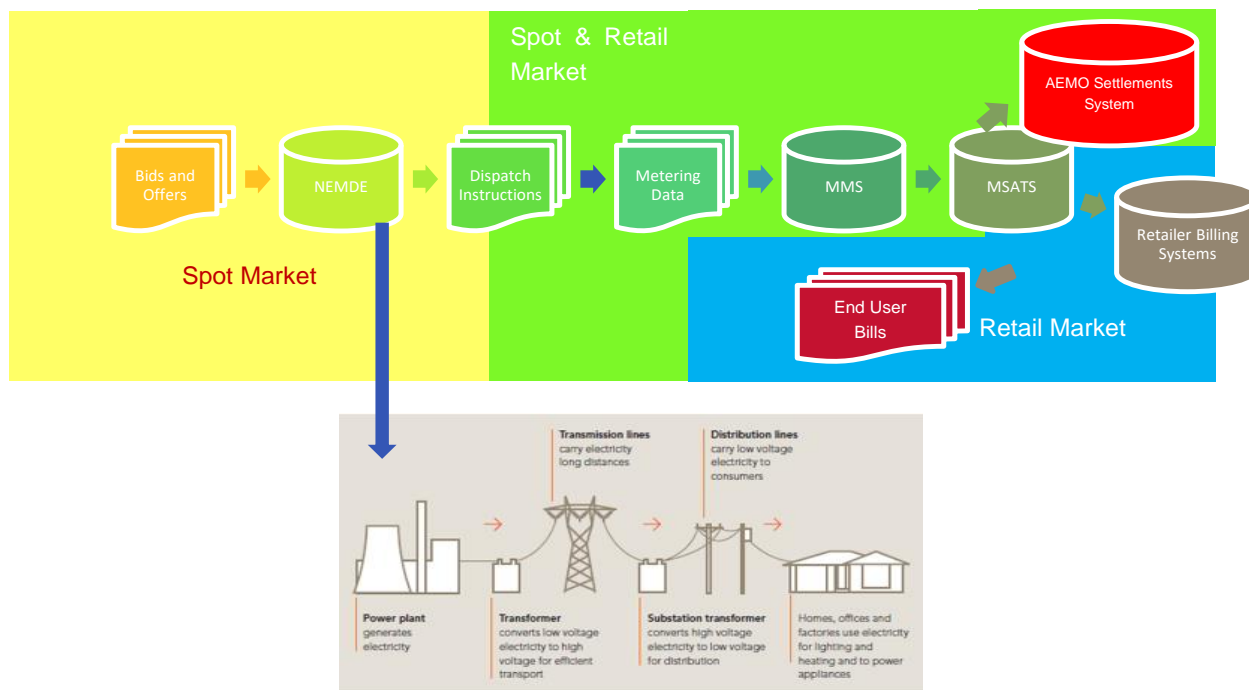 Spot & Retail
Market
AEMO Settlements
System
Bids and
Offers
NEMDE
Dispatch
Instructions
Metering
Data
MMS
MSATS
Retailer Billing
Systems
Spot Market
End User
Bills
Retail Market
Transmission lines
carry electricity
long distances
Distribution lines
carry low voltage
electricity to
consumers
Power plant
generates
electricity
Transformer
converts low voltage
electricity to high
voltage for efficient
transport
Substation transformer
converts high voltage
electricity to low voltage
for distribution
Homes, offices and
factories use electricity
for lighting and
heating and to power
appliances